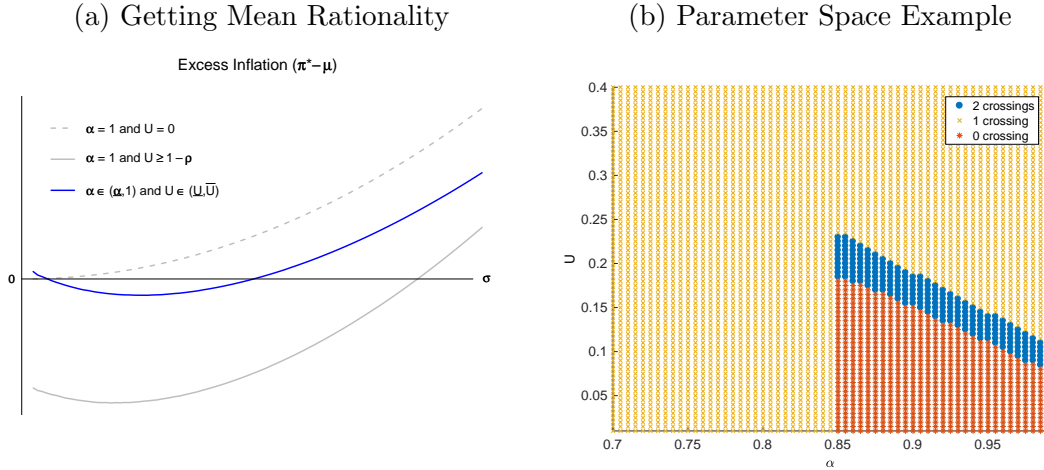 (a) Getting Mean Rationality
Excess Inflation (π*−μ)
α = 1 and U = 0
α = 1 and U ≥ 1−ρ
α ∈ (α̲,1) and U ∈ (U̲,U̅)
0
σ
(b) Parameter Space Example
2 crossings
1 crossing
0 crossing
0.4
0.35
0.3
0.25
0.2
0.15
0.1
0.05
U
0.7 0.75 0.8 0.85 0.9 0.95
α